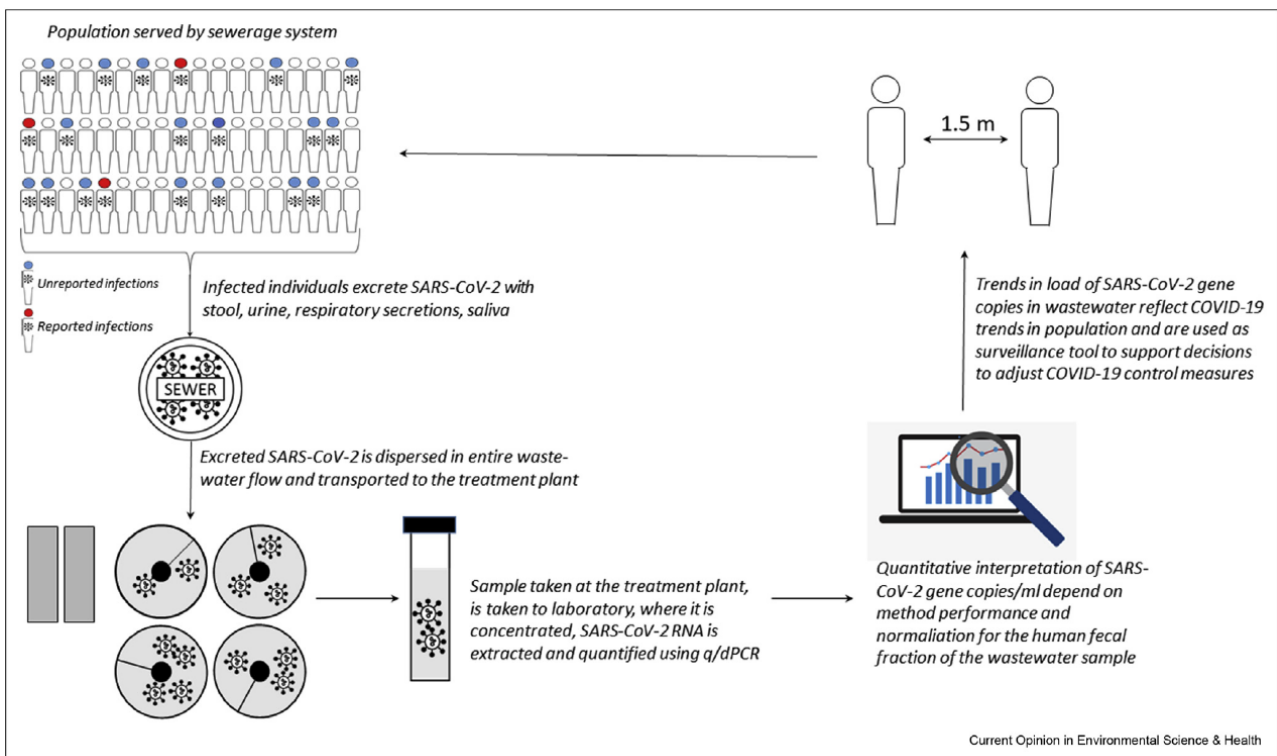 Population served by sewerage system
1.5 m
Unreported infections
Reported infections
Infected individuals excrete SARS-CoV-2 with
stool, urine, respiratory secretions, saliva
SEWER
Excreted SARS-CoV-2 is dispersed in entire waste-
water flow and transported to the treatment plant
Sample taken at the treatment plant,
is taken to laboratory, where it is
concentrated, SARS-CoV-2 RNA is
extracted and quantified using q/dPCR
Quantitative interpretation of SARS-
CoV-2 gene copies/ml depend on
method performance and
normaliation for the human fecal
fraction of the wastewater sample
Trends in load of SARS-CoV-2 gene
copies in wastewater reflect COVID-19
trends in population and are used as
surveillance tool to support decisions
to adjust COVID-19 control measures
Current Opinion in Environmental Science & Health